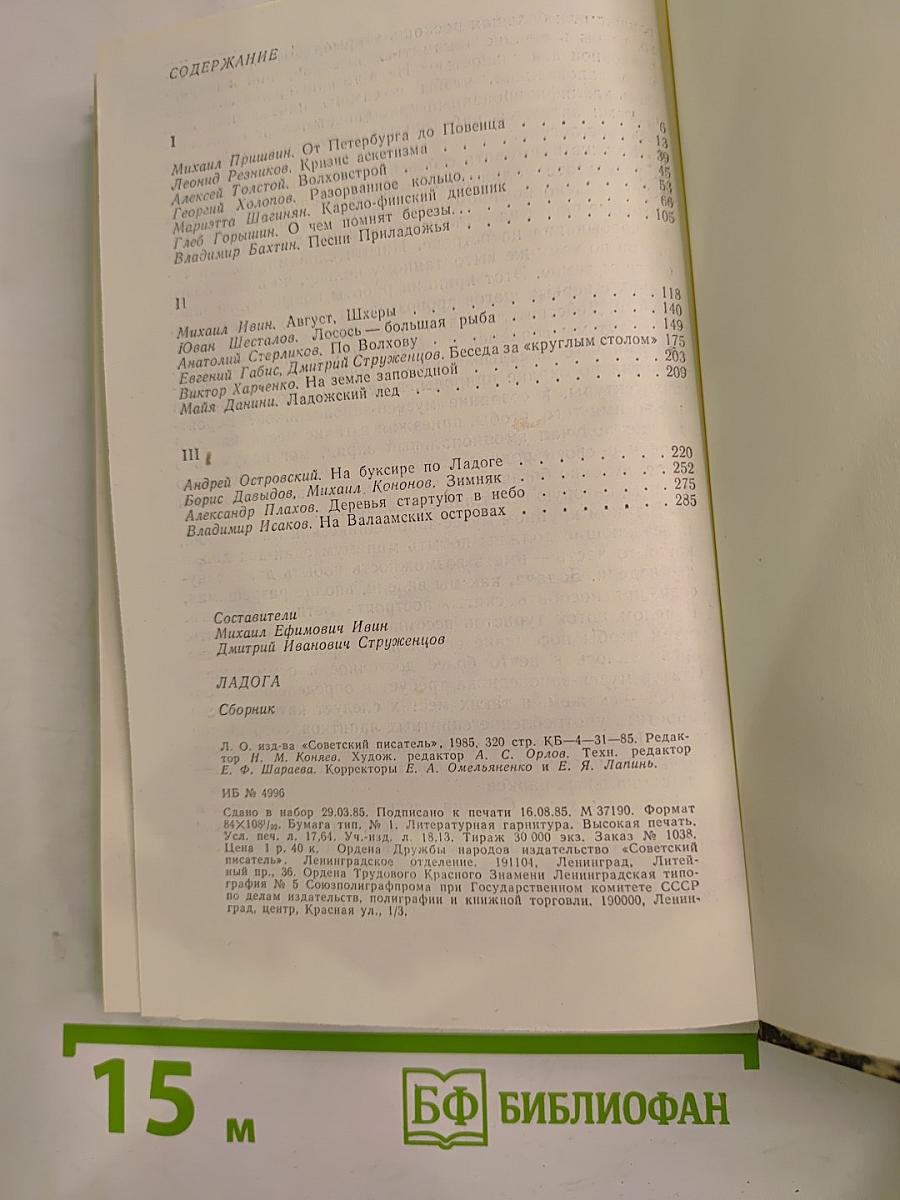 СОДЕРЖАНИЕ
I
Михаил Пришвин. От Петербурга до Повенца . . . . . . . 6
Леонид Резников. Кризис аскетизма . . . . . . . . . . 13
Алексей Толстой. Волховстрой . . . . . . . . . . . 39
Георгий Холопов. Разорванное кольцо. . . . . . . . . . 45
Мариэтта Шагинян. Карело-финский дневник . . . . . . . 53
Глеб Горышин. О чем помнят березы. . . . . . . . . . 66
Владимир Бахтин. Песни Приладожья . . . . . . . . . 105
II
Михаил Ивин. Август, Шхеры . . . . . . . . . . . . 118
Юван Шесталов. Лосось — большая рыба . . . . . . . . 140
Анатолий Стерликов. По Волхову . . . . . . . . . . 149
Евгений Габис, Дмитрий Струженцов. Беседа за «круглым столом» 175
Виктор Харченко. На земле заповедной . . . . . . . . 203
Майя Данини. Ладожский лед . . . . . . . . . . . . 209
III
Андрей Островский. На буксире по Ладоге . . . . . . . 220
Борис Давыдов, Михаил Кононов. Зимняк . . . . . . . 252
Александр Плахов. Деревья стартуют в небо . . . . . . 275
Владимир Исаков. На Валаамских островах . . . . . . . 285
Составители
Михаил Ефимович Ивин
Дмитрий Иванович Струженцов
ЛАДОГА
Сборник
Л. О. изд-ва «Советский писатель», 1985, 320 стр. КБ—4—31—85. Редак-
тор Н. М. Коняев. Худож. редактор А. С. Орлов. Техн. редактор
Е. Ф. Шараева. Корректоры Е. А. Омельяненко и Е. Я. Лапинь.
ИБ № 4996
Сдано в набор 29.03.85. Подписано к печати 16.08.85. М 37190. Формат
84×108¹/₃₂. Бумага тип. № 1. Литературная гарнитура. Высокая печать.
Усл. печ. л. 17,64. Уч.-изд. л. 18,13. Тираж 30 000 экз. Заказ № 1038.
Цена 1 р. 40 к. Ордена Дружбы народов издательство «Советский
писатель». Ленинградское отделение. 191104, Ленинград, Литей-
ный пр., 36. Ордена Трудового Красного Знамени Ленинградская типо-
графия № 5 Союзполиграфпрома при Государственном комитете СССР
по делам издательств, полиграфии и книжной торговли. 190000, Ленин-
град, центр, Красная ул., 1/3.
15 м
БФ БИБЛИОФАН